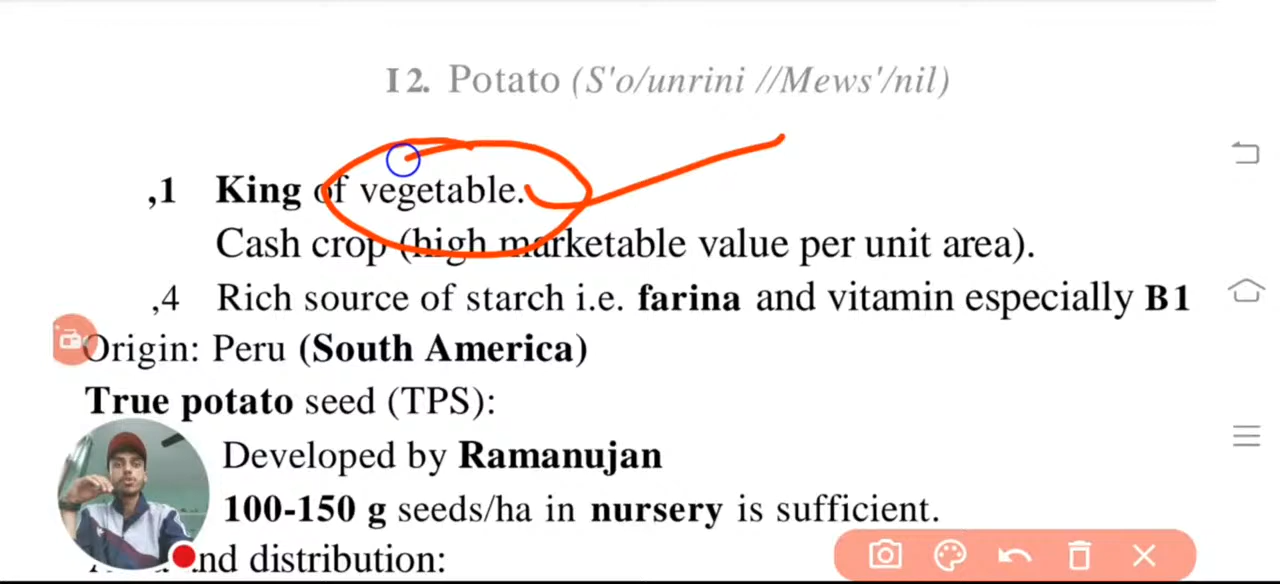 I 2. Potato (S'o/unrini //Mews'/nil)
,1 King of vegetable.
Cash crop (high marketable value per unit area).
,4 Rich source of starch i.e. farina and vitamin especially B1
Origin: Peru (South America)
True potato seed (TPS):
Developed by Ramanujan
100-150 g seeds/ha in nursery is sufficient.
nd distribution: